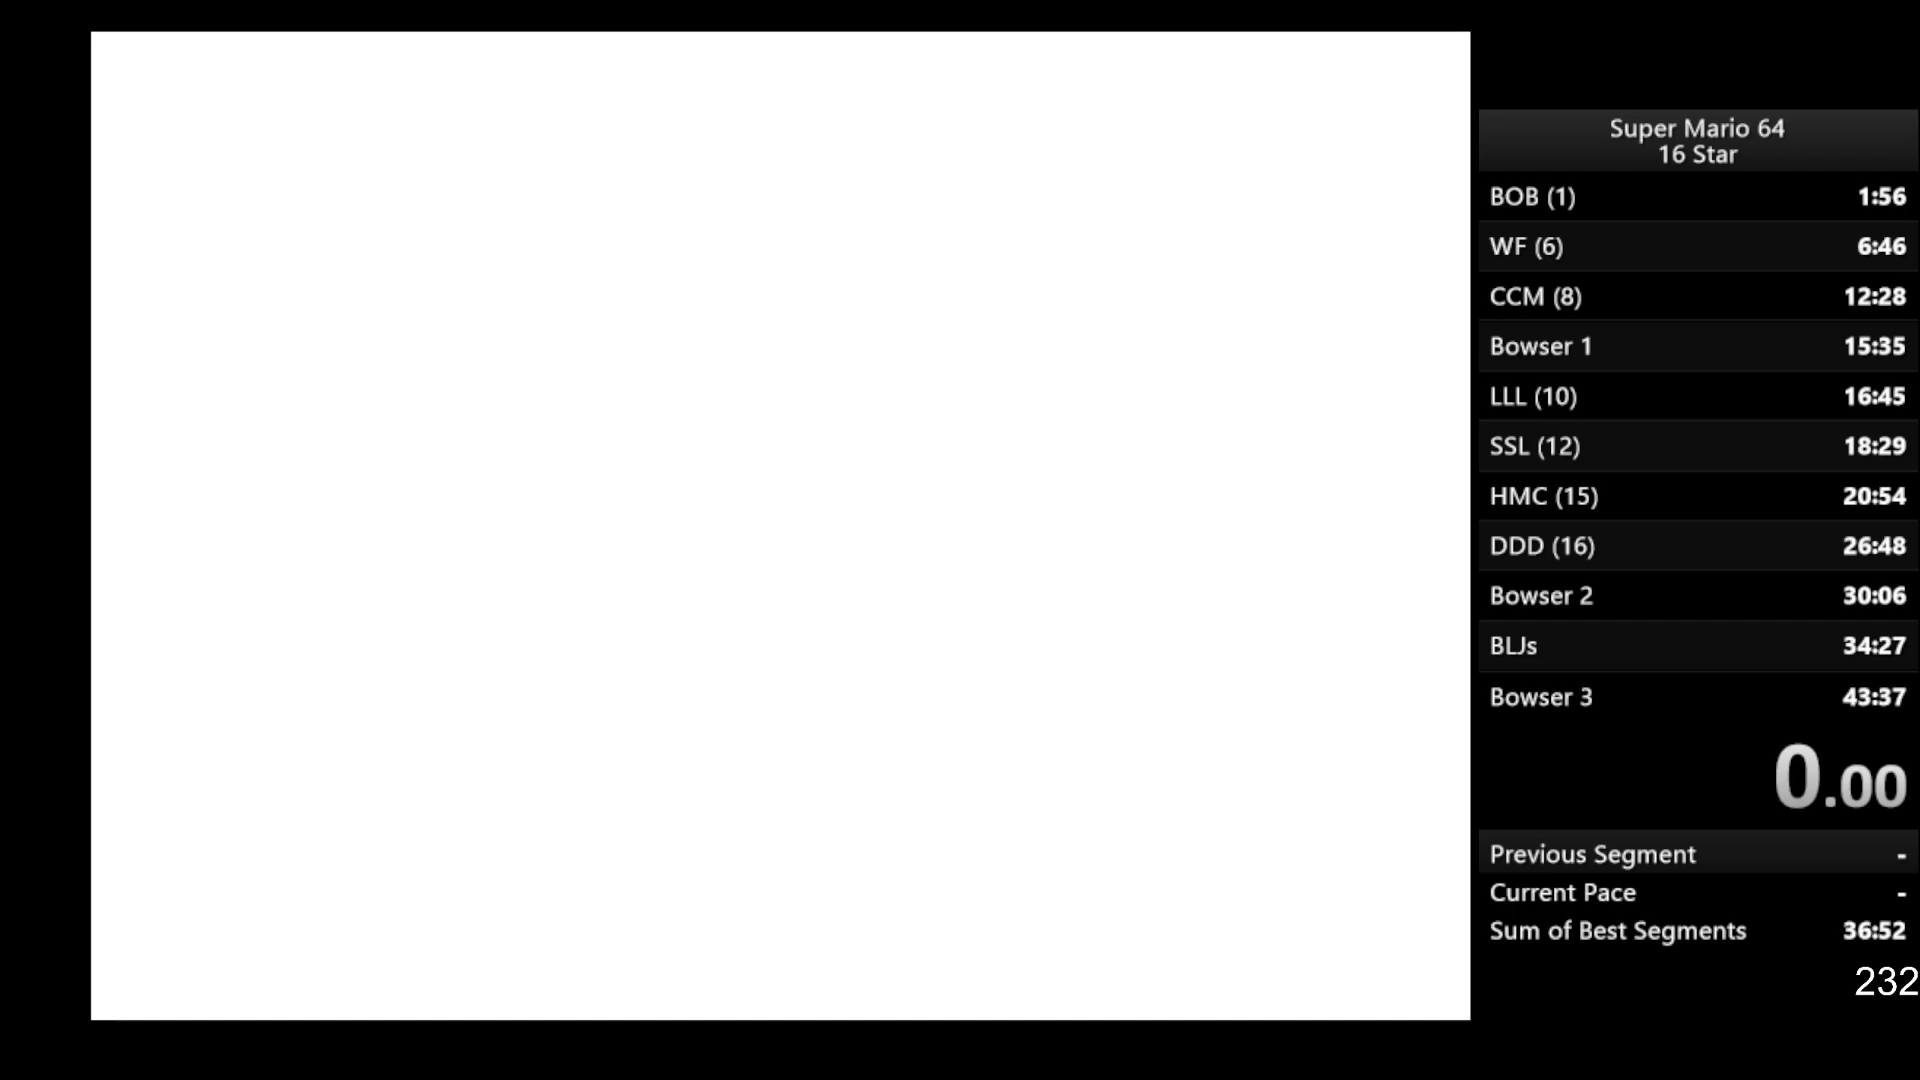 Super Mario 64
16 Star
BOB (1) 1:56
WF (6) 6:46
CCM (8) 12:28
Bowser 1 15:35
LLL (10) 16:45
SSL (12) 18:29
HMC (15) 20:54
DDD (16) 26:48
Bowser 2 30:06
BLJs 34:27
Bowser 3 43:37
0.00
Previous Segment -
Current Pace -
Sum of Best Segments 36:52
232